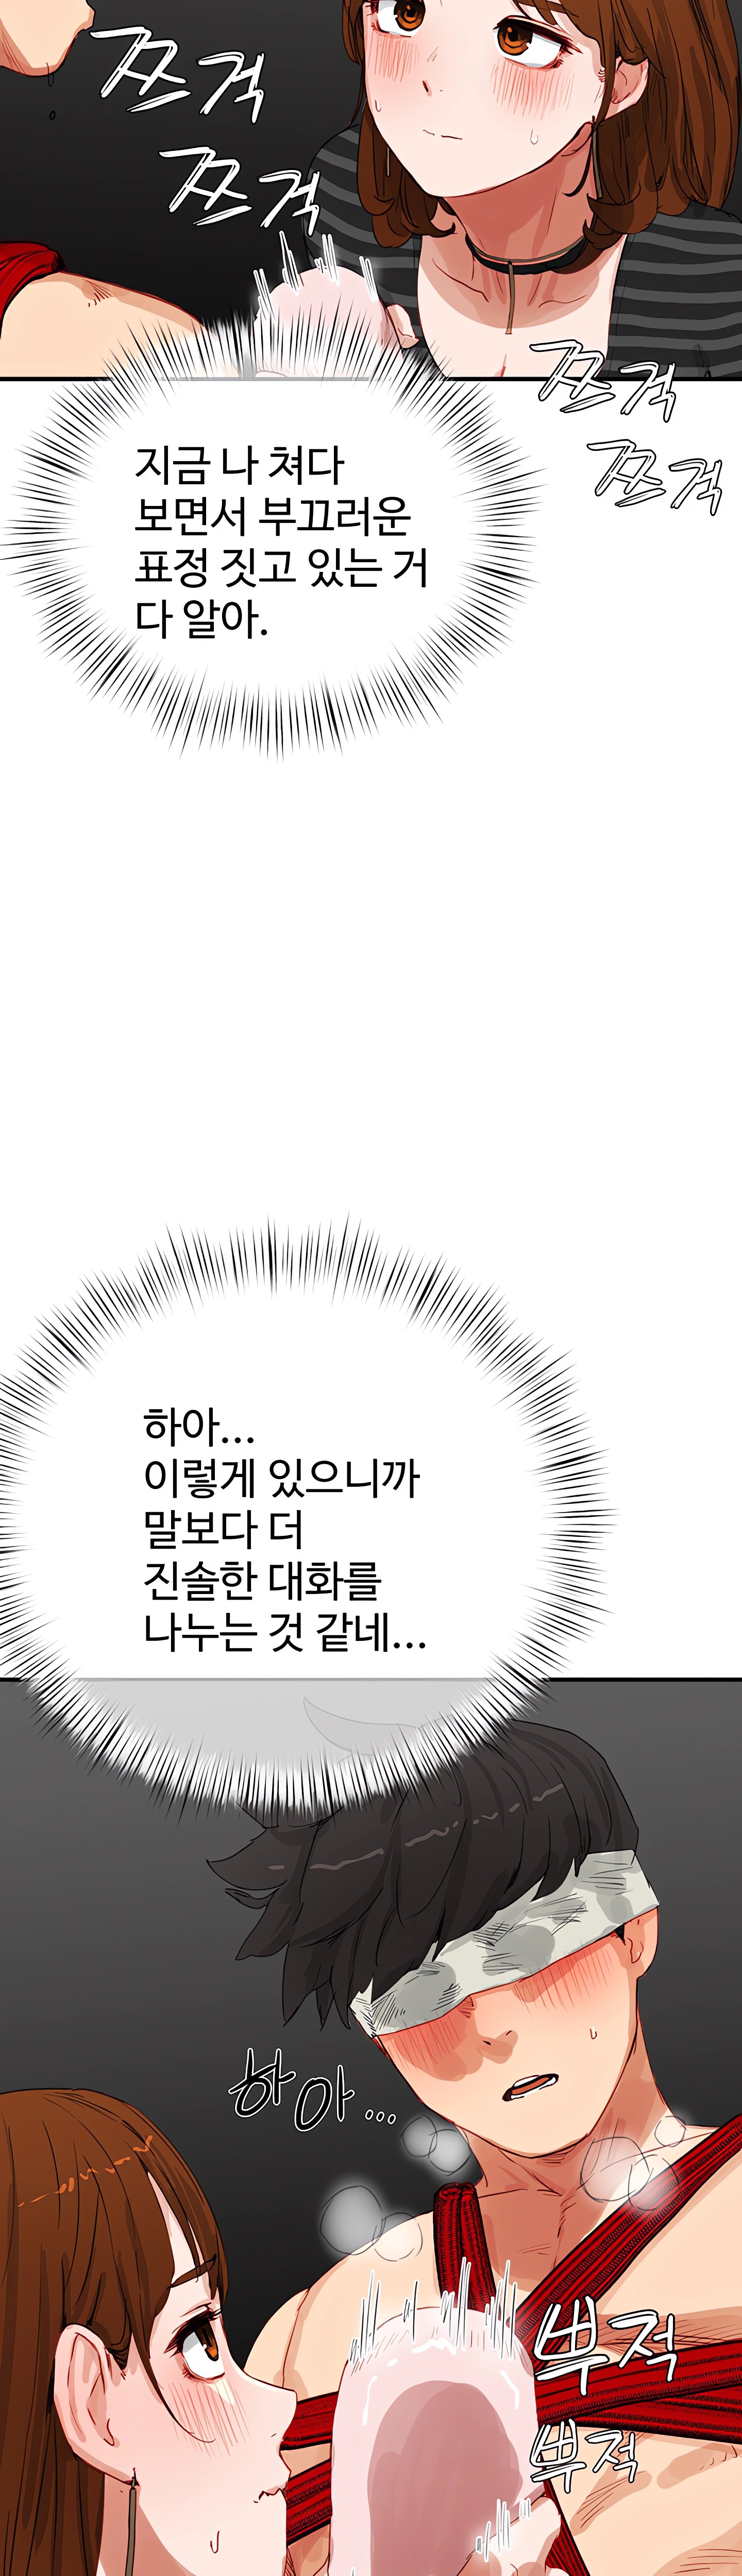 쯔걱
쯔걱
쯔걱
쯔걱
지금 나 쳐다
보면서 부끄러운
표정 짓고 있는 거
다 알아.
하아...
이렇게 있으니까
말보다 더
진솔한 대화를
나누는 것 같네...
하아...
뿌적
뿌적